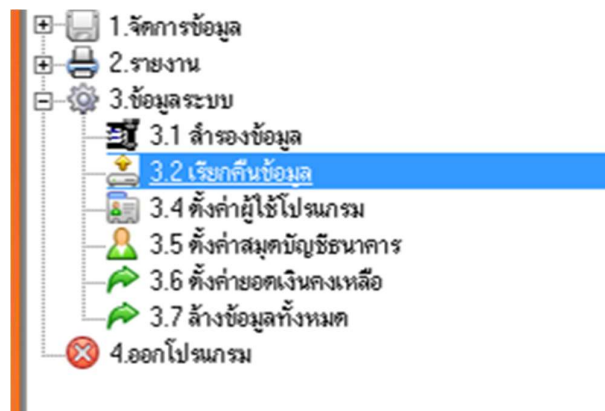 1.จัดการข้อมูล
2.รายงาน
3.ข้อมูลระบบ
3.1 สำรองข้อมูล
3.2 เรียกคืนข้อมูล
3.4 ตั้งค่าผู้ใช้โปรแกรม
3.5 ตั้งค่าสมุดบัญชีธนาคาร
3.6 ตั้งค่ายอดเงินคงเหลือ
3.7 ล้างข้อมูลทั้งหมด
4.ออกโปรแกรม